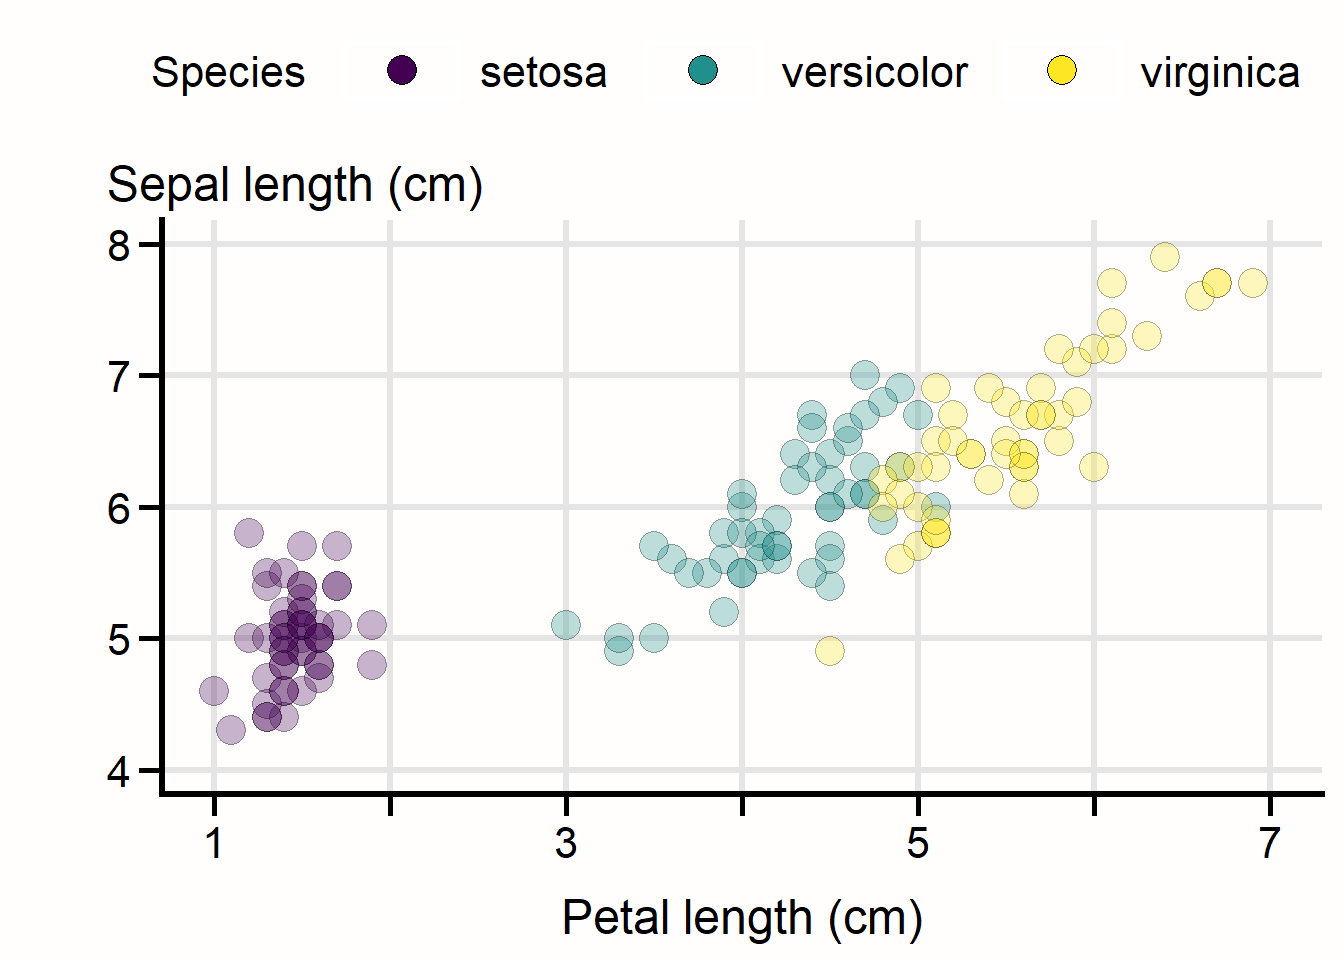 Species setosa versicolor virginica
Sepal length (cm)
8
7
6
5
4
1 3 5 7
Petal length (cm)